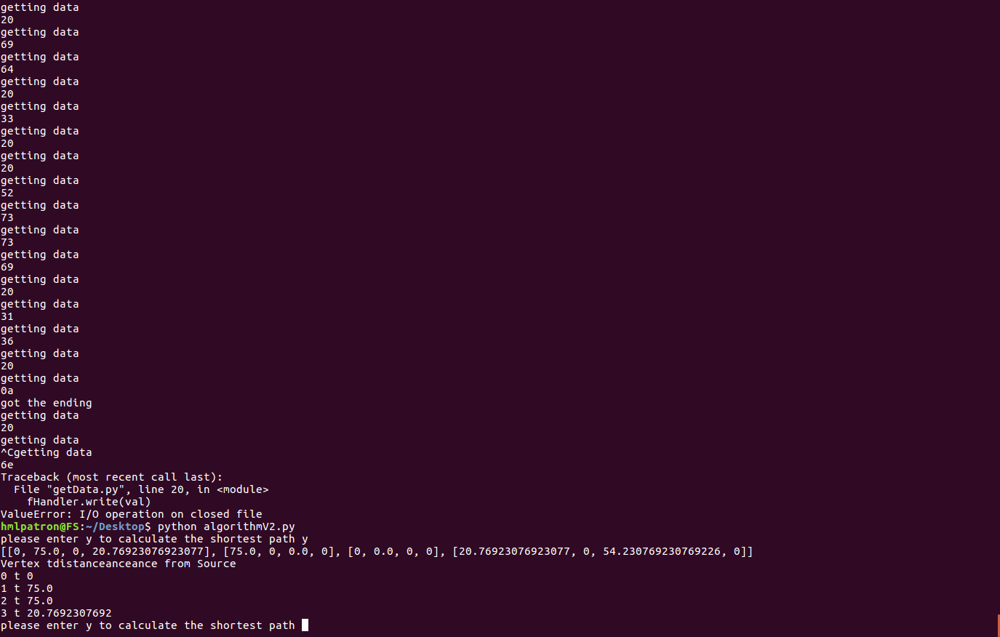 getting data
20
getting data
69
getting data
64
getting data
20
getting data
33
getting data
20
getting data
20
getting data
52
getting data
73
getting data
73
getting data
69
getting data
20
getting data
31
getting data
36
getting data
20
getting data
0a
got the ending
getting data
20
getting data
^Cgetting data
6e
Traceback (most recent call last):
  File "getData.py", line 20, in <module>
    fHandler.write(val)
ValueError: I/O operation on closed file
hmlpatron@FS:~/Desktop$ python algorithmV2.py
please enter y to calculate the shortest path y
[[0, 75.0, 0, 20.76923076923077], [75.0, 0, 0.0, 0], [0, 0.0, 0, 0], [20.76923076923077, 0, 54.230769230769226, 0]]
Vertex tdistanceanceance from Source
0 t 0
1 t 75.0
2 t 75.0
3 t 20.7692307692
please enter y to calculate the shortest path